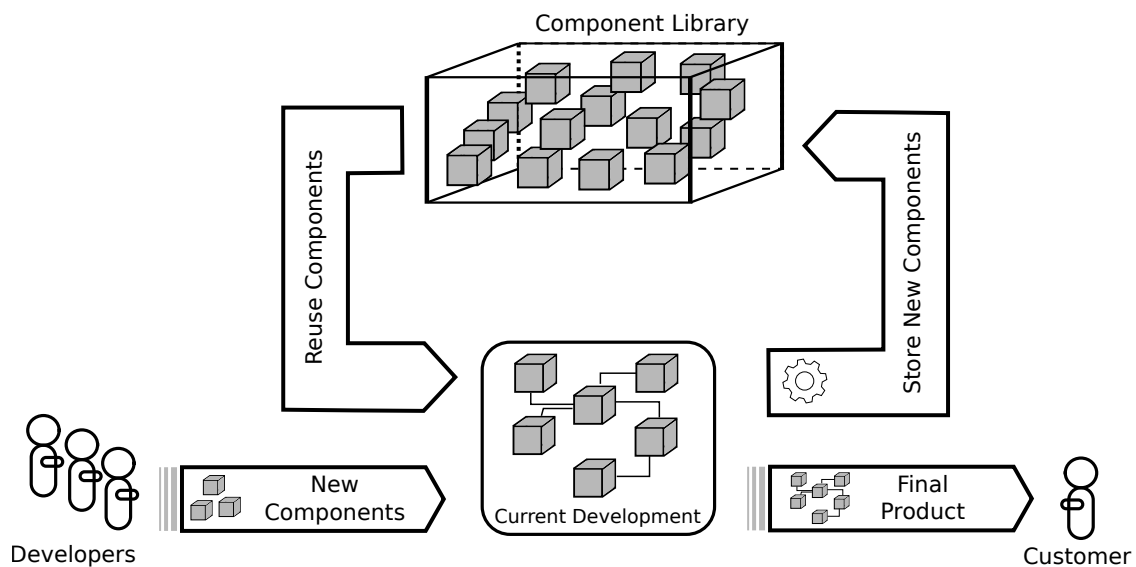 Component Library
Reuse Components
Store New Components
New
Components
Current Development
Final
Product
Developers
Customer